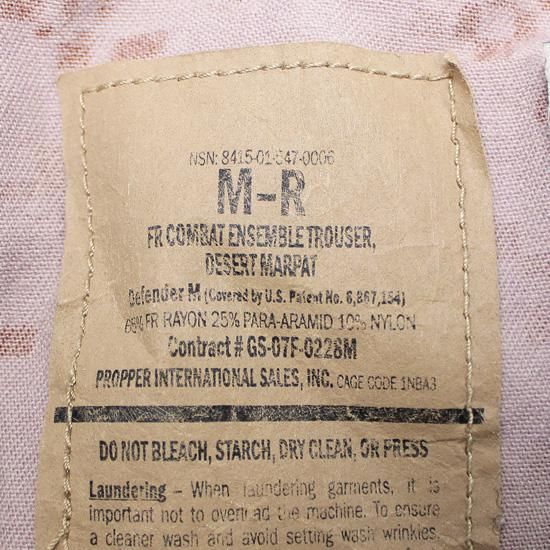 NSN: 8415-01-547-0006
M-R
FR COMBAT ENSEMBLE TROUSER,
DESERT MARPAT
Defender M (Covered by U.S. Patent No. 6,867,154)
65% FR RAYON 25% PARA-ARAMID 10% NYLON
Contract # GS-07F-0228M
PROPPER INTERNATIONAL SALES, INC. CAGE CODE 1NBA3
DO NOT BLEACH, STARCH, DRY CLEAN, OR PRESS
Laundering – When laundering garments, it is
important not to overload the machine. To ensure
a cleaner wash and avoid setting wash wrinkles,